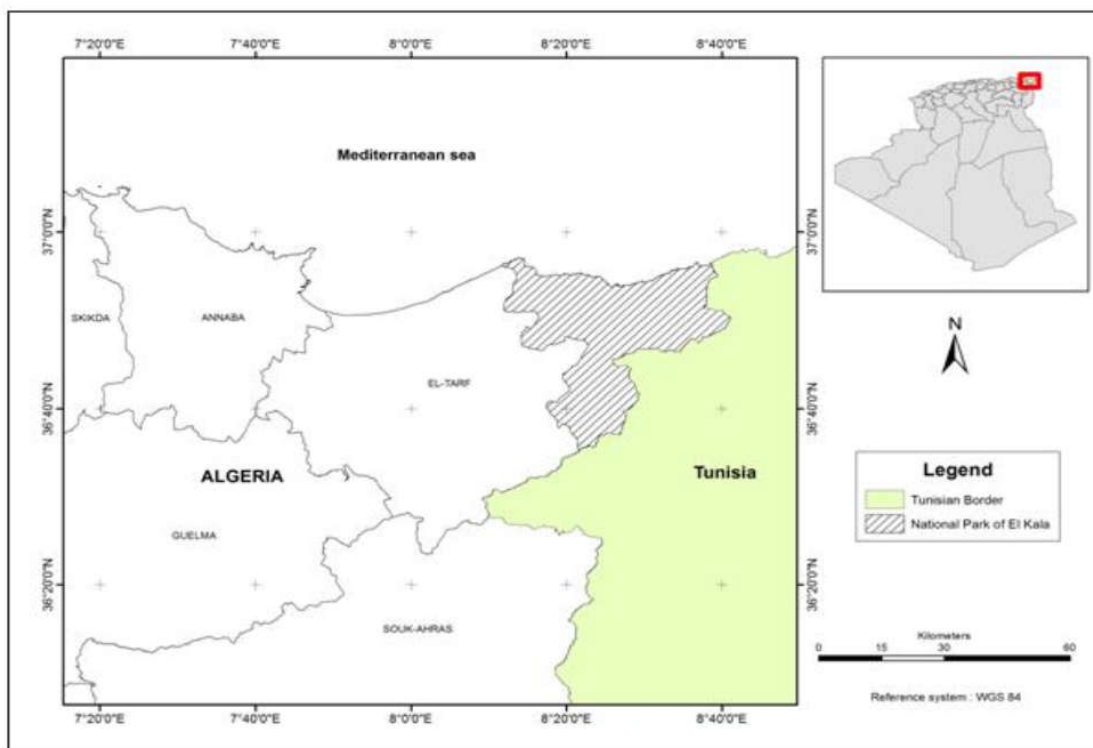 7°20'0"E 7°40'0"E 8°0'0"E 8°20'0"E 8°40'0"E
Mediterranean sea
37°0'0"N 37°0'0"N
SKIKDA ANNABA
EL-TARF
36°40'0"N 36°40'0"N
ALGERIA Tunisia
GUELMA
36°20'0"N 36°20'0"N
SOUK-AHRAS
7°20'0"E 7°40'0"E 8°0'0"E 8°20'0"E 8°40'0"E
N
Legend
Tunisian Border
National Park of El Kala
Kilometers
0 15 30 60
Reference system : WGS 84